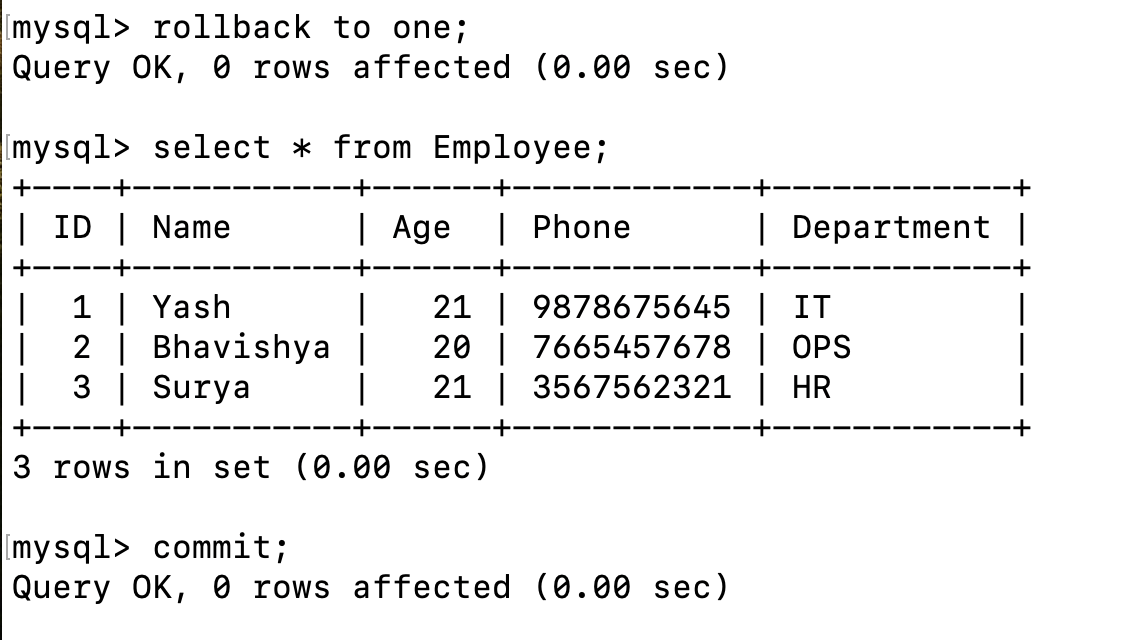 [mysql> rollback to one;
Query OK, 0 rows affected (0.00 sec)

[mysql> select * from Employee;
+----+-----------+------+------------+------------+
| ID | Name      | Age  | Phone      | Department |
+----+-----------+------+------------+------------+
|  1 | Yash      |   21 | 9878675645 | IT         |
|  2 | Bhavishya |   20 | 7665457678 | OPS        |
|  3 | Surya     |   21 | 3567562321 | HR         |
+----+-----------+------+------------+------------+
3 rows in set (0.00 sec)

[mysql> commit;
Query OK, 0 rows affected (0.00 sec)